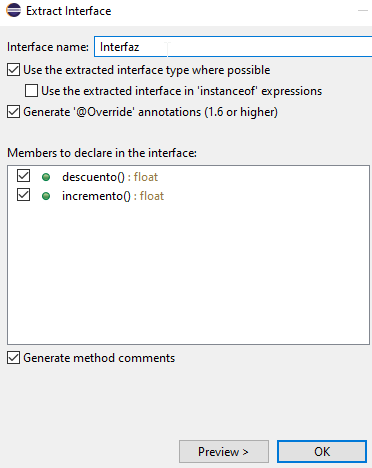 Extract Interface
Interface name: Interfaz
Use the extracted interface type where possible
Use the extracted interface in 'instanceof' expressions
Generate '@Override' annotations (1.6 or higher)
Members to declare in the interface:
descuento() : float
incremento() : float
Generate method comments
Preview > OK